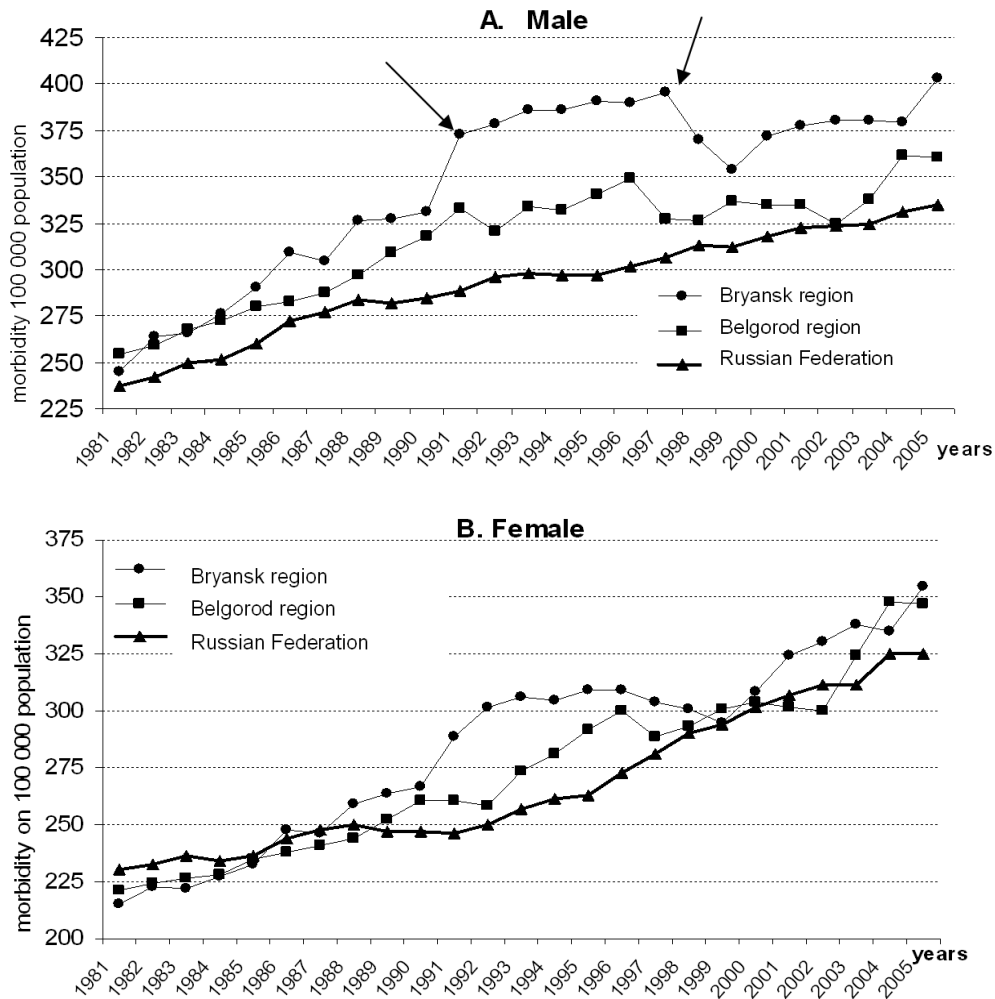 A. Male
morbidity 100 000 population
425
400
375
350
325
300
275
250
225
Bryansk region
Belgorod region
Russian Federation
1981 1982 1983 1984 1985 1986 1987 1988 1989 1990 1991 1992 1993 1994 1995 1996 1997 1998 1999 2000 2001 2002 2003 2004 2005 years
B. Female
morbidity on 100 000 population
375
350
325
300
275
250
225
200
Bryansk region
Belgorod region
Russian Federation
1981 1982 1983 1984 1985 1986 1987 1988 1989 1990 1991 1992 1993 1994 1995 1996 1997 1998 1999 2000 2001 2002 2003 2004 2005 years